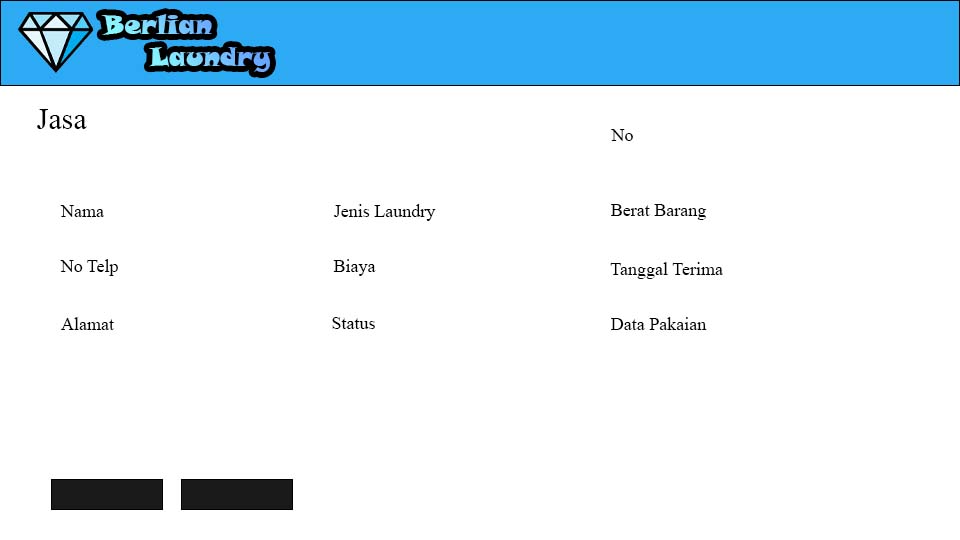 Berlian
Laundry
Jasa
No
Nama
Jenis Laundry
Berat Barang
No Telp
Biaya
Tanggal Terima
Alamat
Status
Data Pakaian